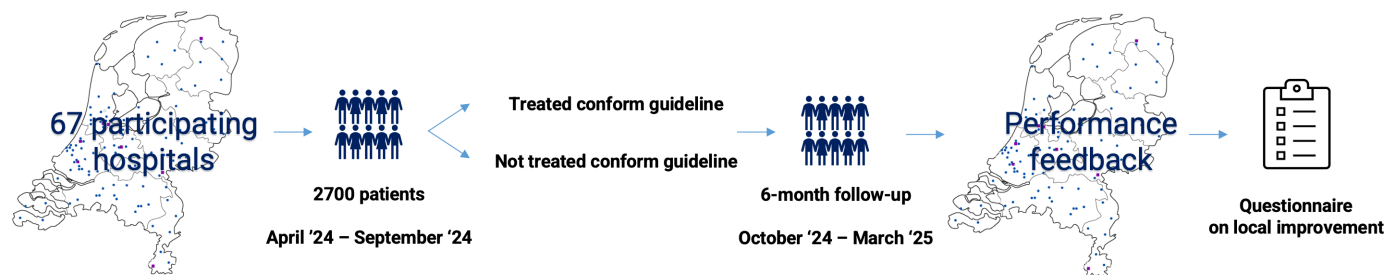 67 participating
hospitals
2700 patients
April ‘24 – September ‘24
Treated conform guideline
Not treated conform guideline
6-month follow-up
October ‘24 – March ‘25
Performance
feedback
Questionnaire
on local improvement